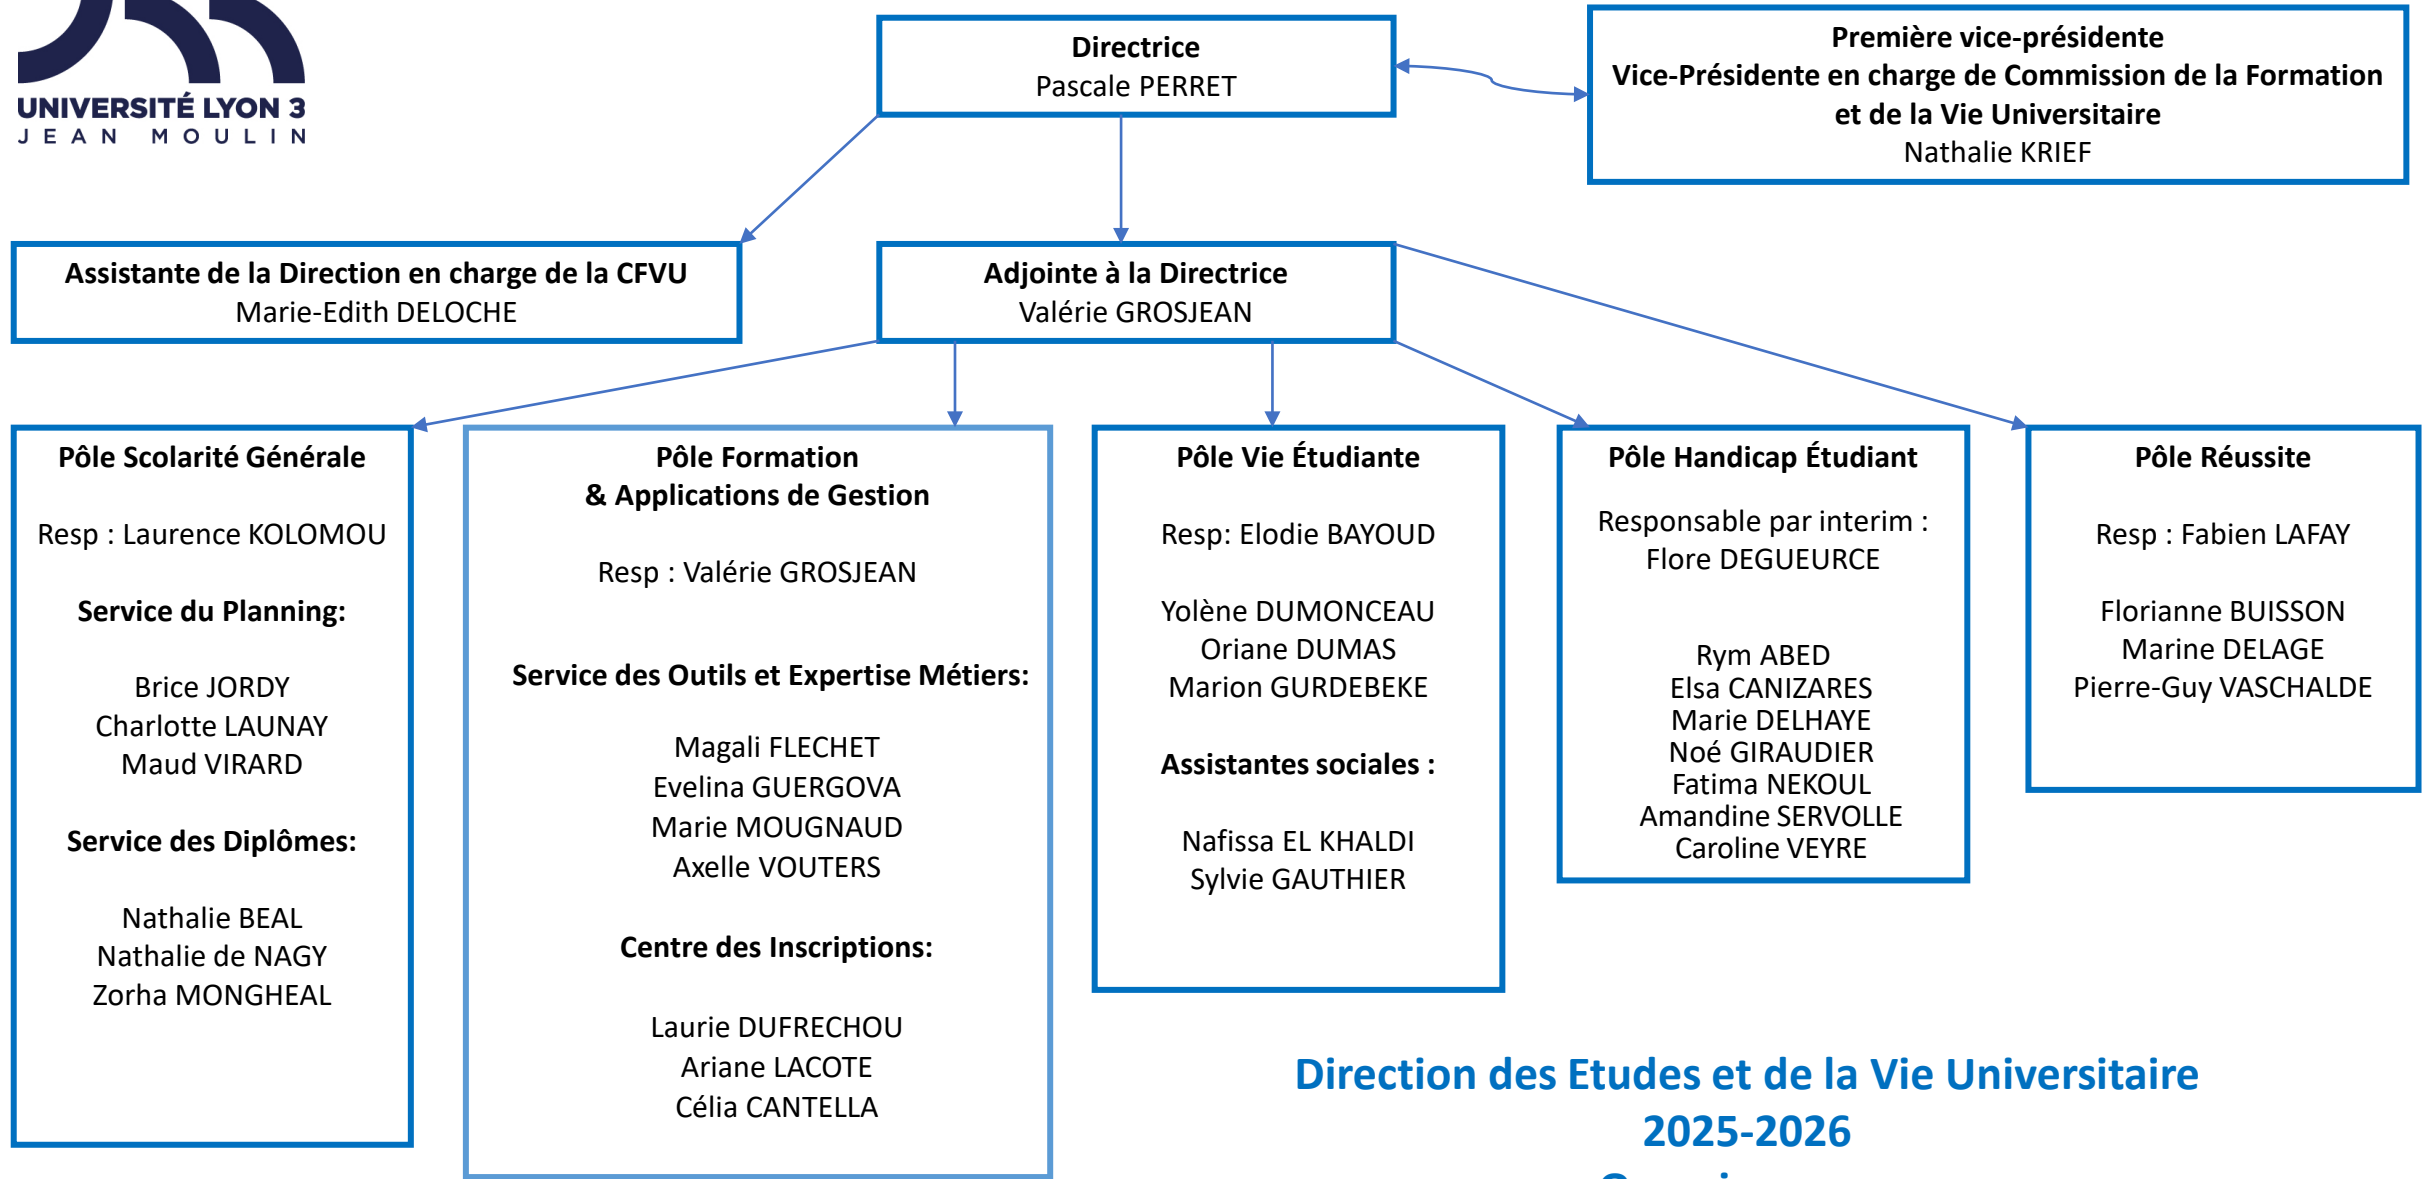 UNIVERSITÉ LYON 3
JEAN MOULIN
Directrice
Pascale PERRET
Première vice-présidente
Vice-Présidente en charge de Commission de la Formation
et de la Vie Universitaire
Nathalie KRIEF
Assistante de la Direction en charge de la CFVU
Marie-Edith DELOCHE
Adjointe à la Directrice
Valérie GROSJEAN
Pôle Scolarité Générale
Resp : Laurence KOLOMOU
Service du Planning:
Brice JORDY
Charlotte LAUNAY
Maud VIRARD
Service des Diplômes:
Nathalie BEAL
Nathalie de NAGY
Zorha MONGHEAL
Pôle Formation
& Applications de Gestion
Resp : Valérie GROSJEAN
Service des Outils et Expertise Métiers:
Magali FLECHET
Evelina GUERGOVA
Marie MOUGNAUD
Axelle VOUTERS
Centre des Inscriptions:
Laurie DUFRECHOU
Ariane LACOTE
Célia CANTELLA
Pôle Vie Étudiante
Resp: Elodie BAYOUD
Yolène DUMONCEAU
Oriane DUMAS
Marion GURDEBEKE
Assistantes sociales :
Nafissa EL KHALDI
Sylvie GAUTHIER
Pôle Handicap Étudiant
Responsable par interim :
Flore DEGUEURCE
Rym ABED
Elsa CANIZARES
Marie DELHAYE
Noé GIRAUDIER
Fatima NEKOUL
Amandine SERVOLLE
Caroline VEYRE
Pôle Réussite
Resp : Fabien LAFAY
Florianne BUISSON
Marine DELAGE
Pierre-Guy VASCHALDE
Direction des Etudes et de la Vie Universitaire
2025-2026